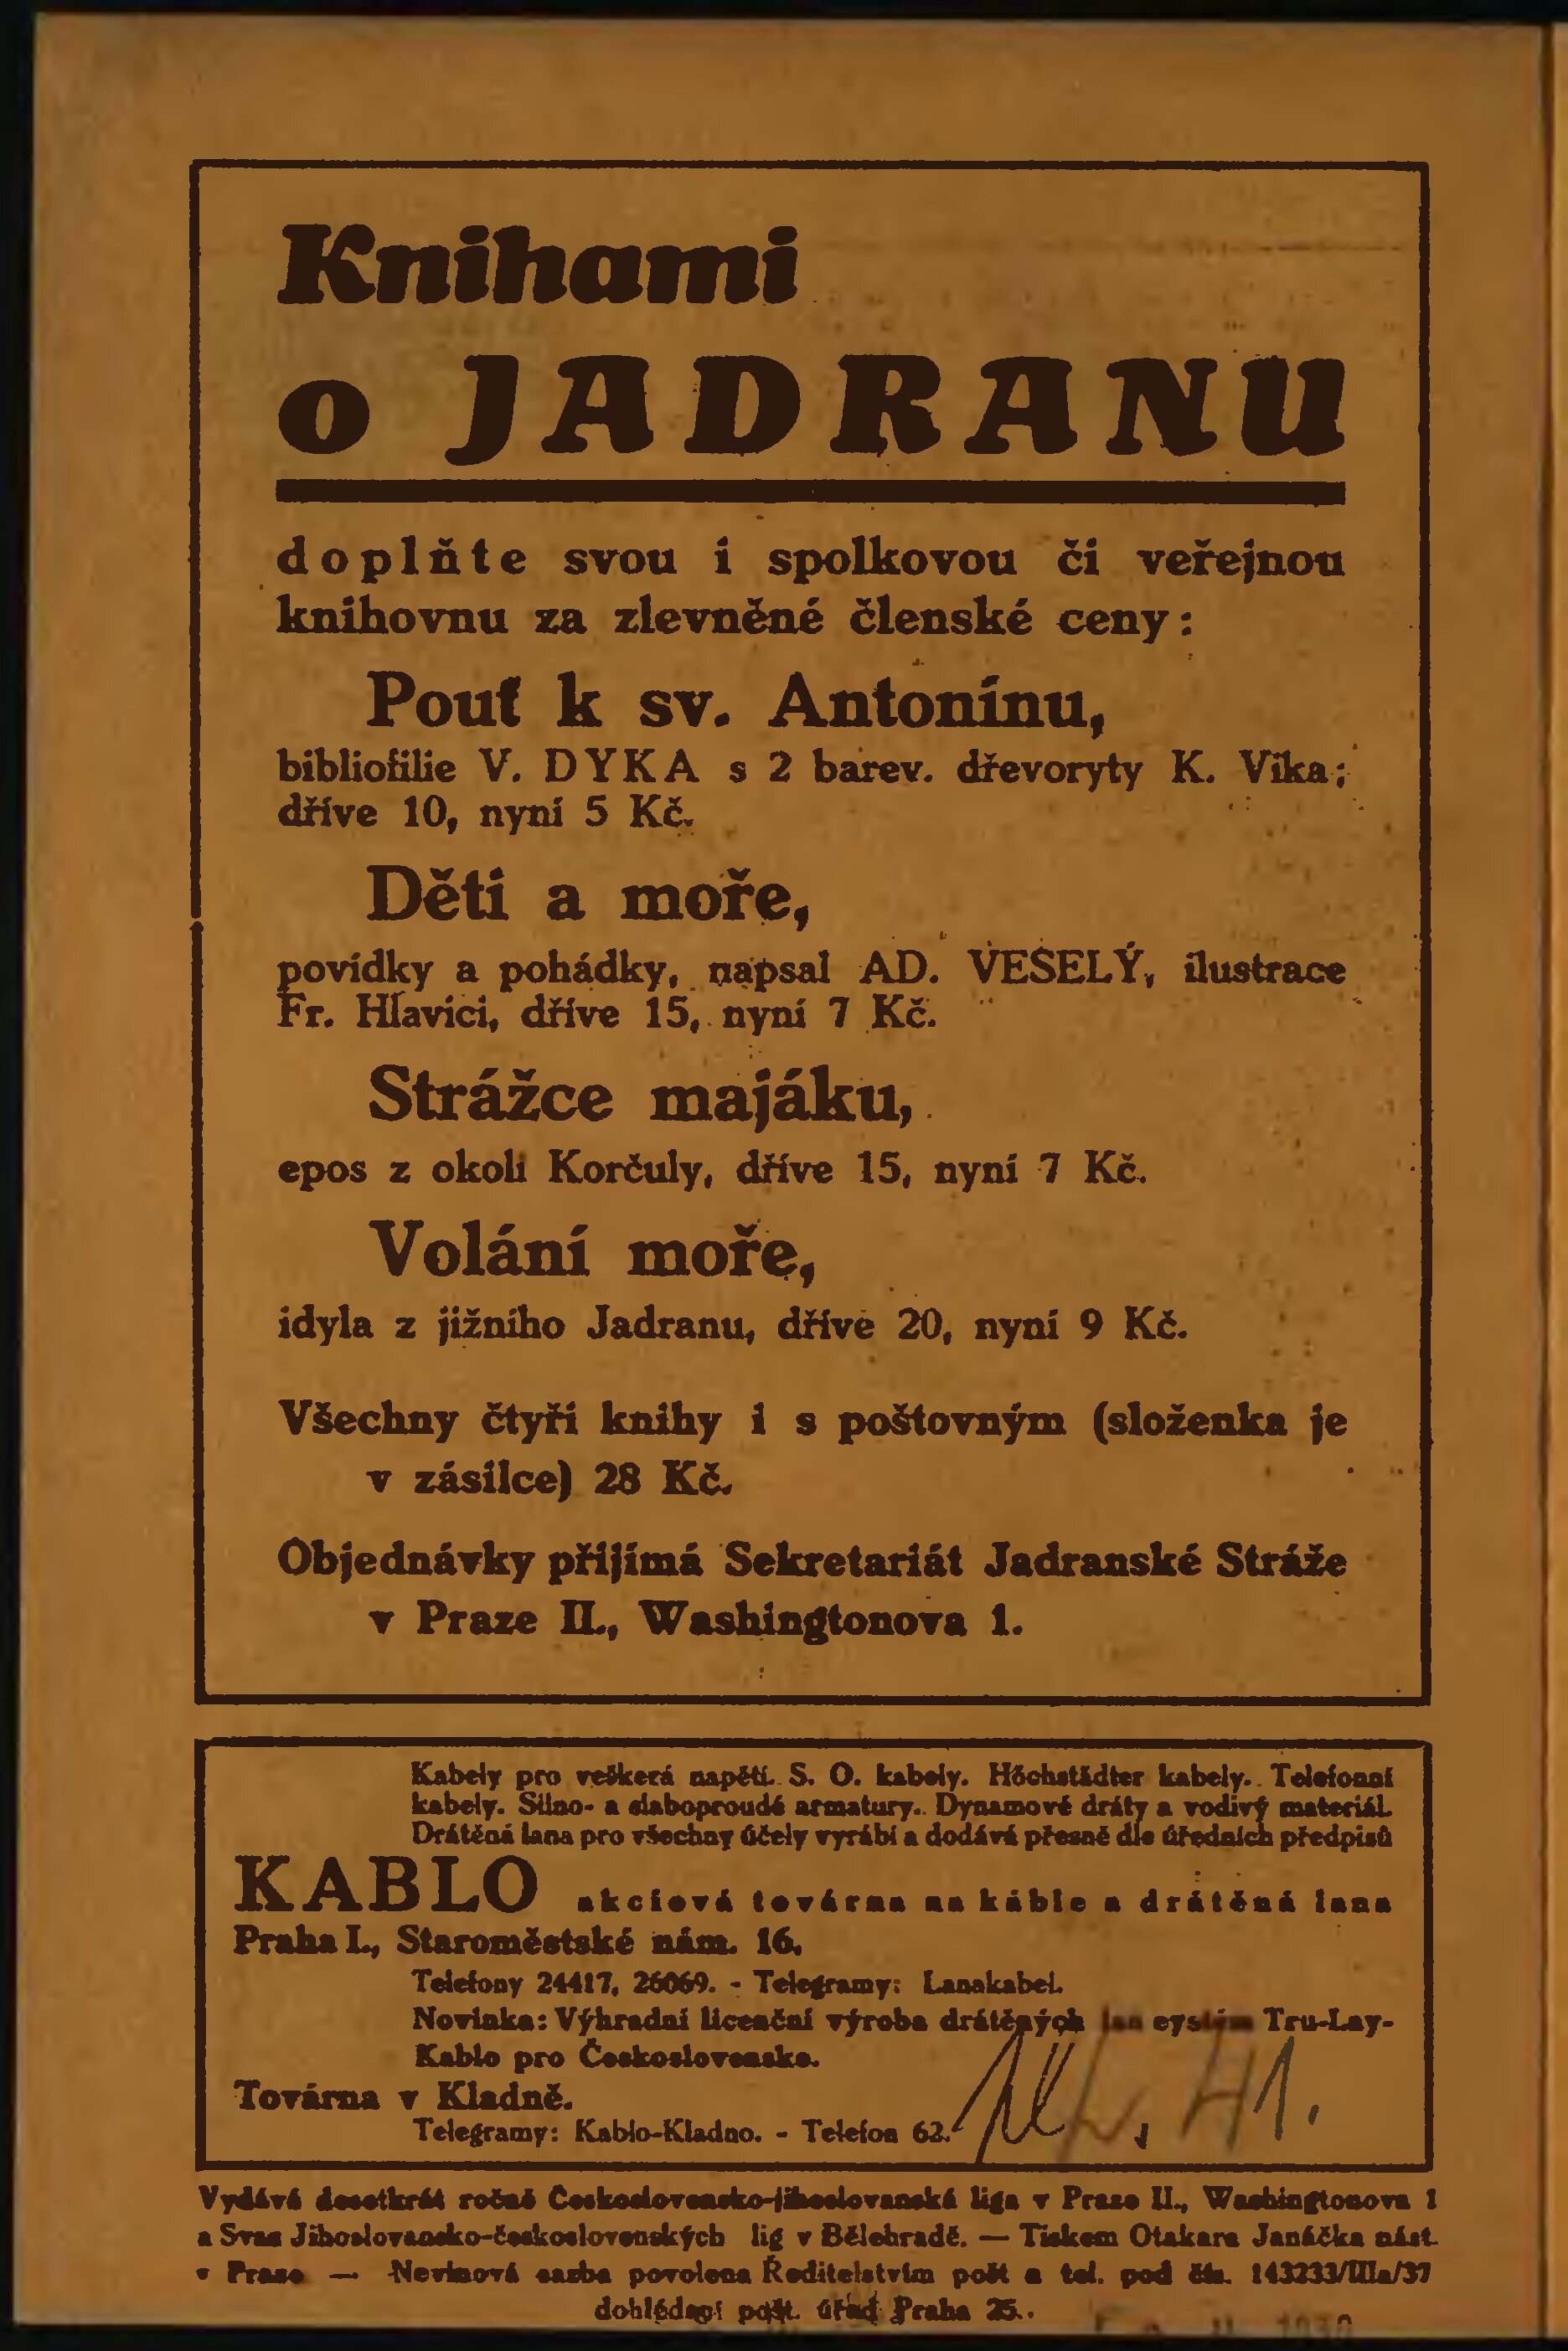 Knihami
o JADRANU
doplňte svou i spolkovou či veřejnou
knihovnu za zlevněné členské ceny:
Pouť k sv. Antonínu,
bibliofilie V. DYKA s 2 barev. dřevoryty K. Víka;
dříve 10, nyní 5 Kč.
Děti a moře,
povídky a pohádky, napsal AD. VESELÝ, ilustrace
Fr. Hlavici, dříve 15, nyní 7 Kč.
Strážce majáku,
epos z okolí Korčuly, dříve 15, nyní 7 Kč.
Volání moře,
idyla z jižního Jadranu, dříve 20, nyní 9 Kč.
Všechny čtyři knihy i s poštovným (složenka je
v zásilce) 28 Kč.
Objednávky přijímá Sekretariát Jadranské Stráže
v Praze II., Washingtonova 1.
Kabely pro veškerá napětí. S. O. kabely. Höchstädter kabely. Telefonní
kabely. Silno- a slaboproudé armatury. Dynamové dráty a vodivý materiál.
Drátěná lana pro všechny účely vyrábí a dodává přesně dle úředních předpisů
KABLO akciová továrna na káble a drátěná lana
Praha I., Staroměstské nám. 16.
Telefony 24417, 26069. - Telegramy: Lanakabel.
Novinka: Výhradní licenční výroba drátěných lan systém Tru-Lay-
Kablo pro Československo.
Továrna v Kladně.
Telegramy: Kablo-Kladno. - Telefon 62.
Vydává desetkrát ročně Československo-jihoslovanská liga v Praze II., Washingtonova 1
a Svaz Jihoslovansko-československých lig v Bělehradě. — Tiskem Otakara Janáčka nást.
v Praze — Novinová sazba povolena Ředitelstvím pošt a tel. pod čís. 143233/IIIa/37
dohlédací pošt. úřad Praha 25.